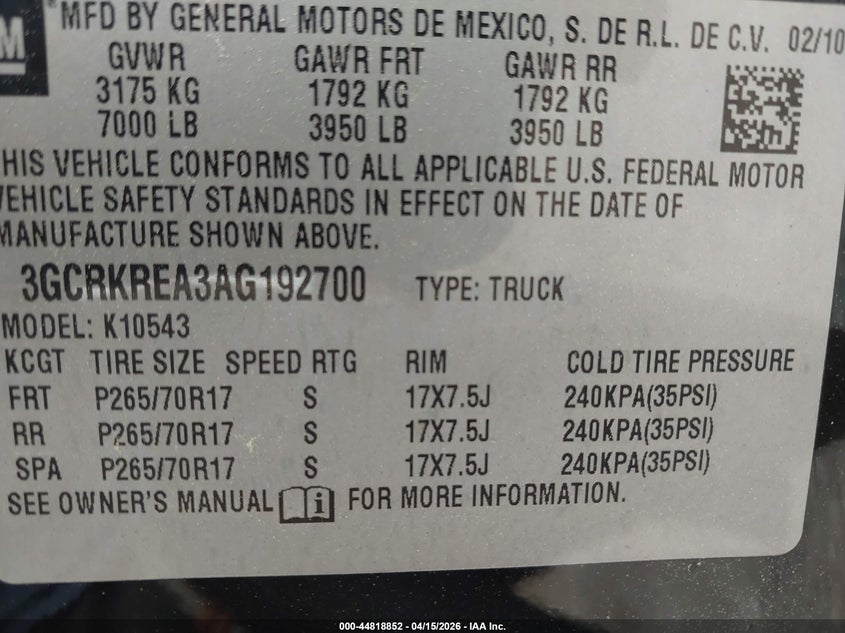 GM
® MFD BY GENERAL MOTORS DE MEXICO, S. DE R.L. DE C.V. 02/10
GVWR GAWR FRT GAWR RR
3175 KG 1792 KG 1792 KG
7000 LB 3950 LB 3950 LB
THIS VEHICLE CONFORMS TO ALL APPLICABLE U.S. FEDERAL MOTOR
VEHICLE SAFETY STANDARDS IN EFFECT ON THE DATE OF
MANUFACTURE SHOWN ABOVE.
3GCRKREA3AG192700 TYPE: TRUCK
MODEL: K10543
KCGT TIRE SIZE SPEED RTG RIM COLD TIRE PRESSURE
FRT P265/70R17 S 17X7.5J 240KPA(35PSI)
RR P265/70R17 S 17X7.5J 240KPA(35PSI)
SPA P265/70R17 S 17X7.5J 240KPA(35PSI)
SEE OWNER'S MANUAL i FOR MORE INFORMATION.
000-44818852 - 04/15/2026 - IAA Inc.